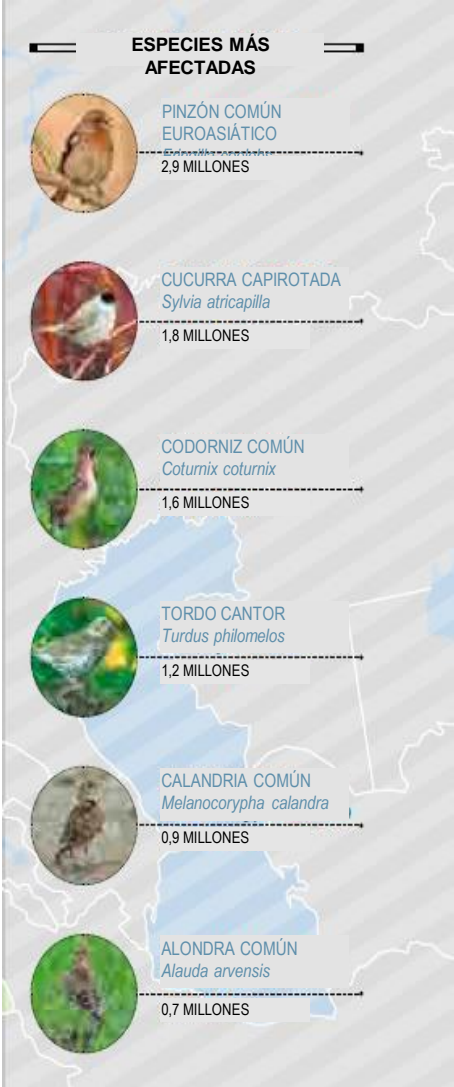 ESPECIES MÁS
AFECTADAS
PINZÓN COMÚN
EUROASIÁTICO
2,9 MILLONES
CUCURRA CAPIROTADA
Sylvia atricapilla
1,8 MILLONES
CODORNIZ COMÚN
Coturnix coturnix
1,6 MILLONES
TORDO CANTOR
Turdus philomelos
1,2 MILLONES
CALANDRIA COMÚN
Melanocorypha calandra
0,9 MILLONES
ALONDRA COMÚN
Alauda arvensis
0,7 MILLONES